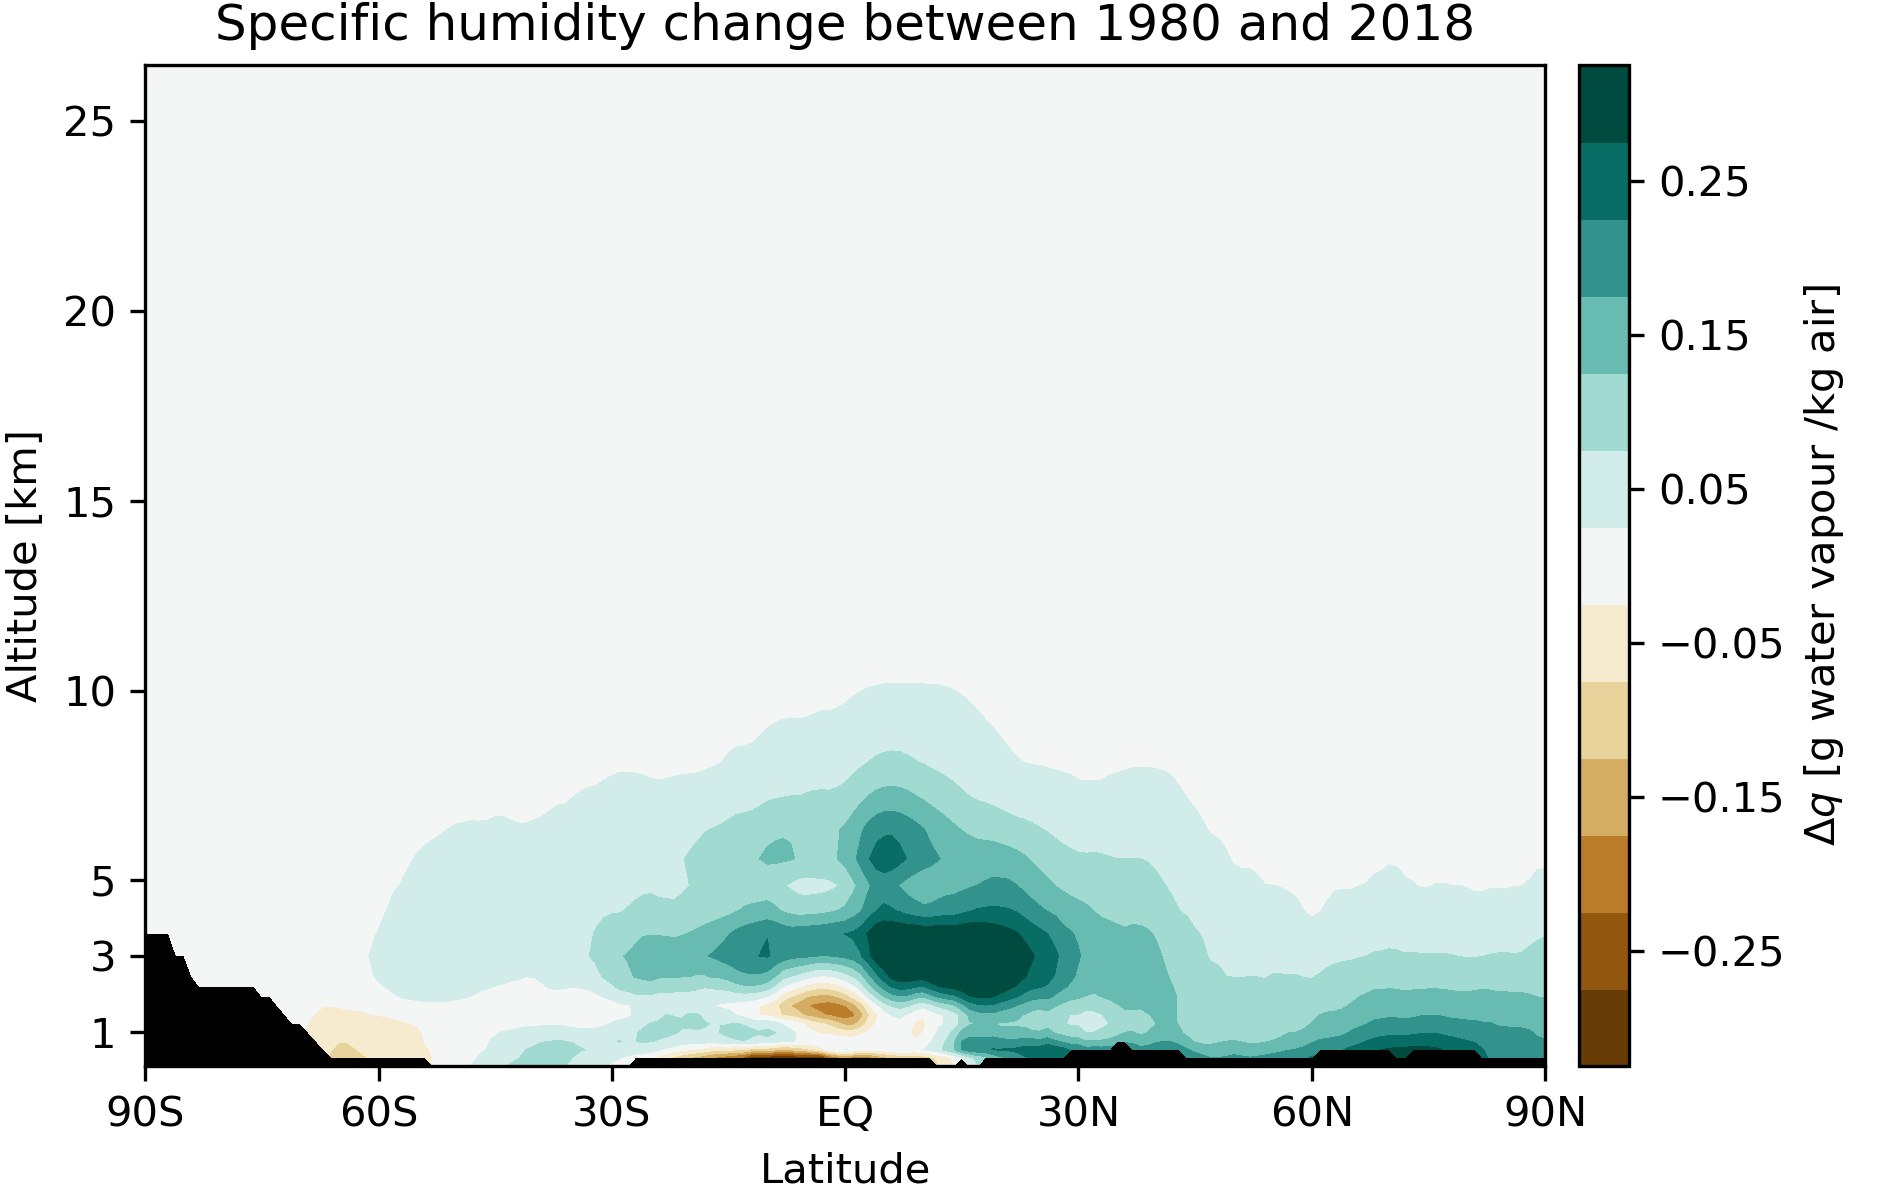 Specific humidity change between 1980 and 2018
25
20
15
10
5
3
1
Altitude [km]
90S
60S
30S
EQ
30N
60N
90N
Latitude
0.25
0.15
0.05
−0.05
−0.15
−0.25
Δq [g water vapour /kg air]